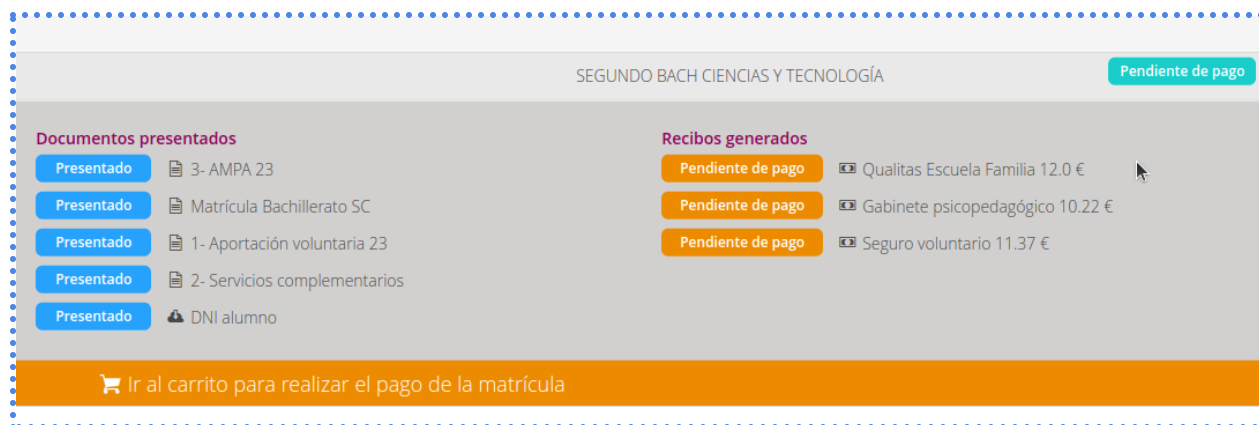 SEGUNDO BACH CIENCIAS Y TECNOLOGÍA
Pendiente de pago
Documentos presentados
Presentado 3- AMPA 23
Presentado Matrícula Bachillerato SC
Presentado 1- Aportación voluntaria 23
Presentado 2- Servicios complementarios
Presentado DNI alumno
Recibos generados
Pendiente de pago Qualitas Escuela Familia 12.0 €
Pendiente de pago Gabinete psicopedagógico 10.22 €
Pendiente de pago Seguro voluntario 11.37 €
Ir al carrito para realizar el pago de la matrícula